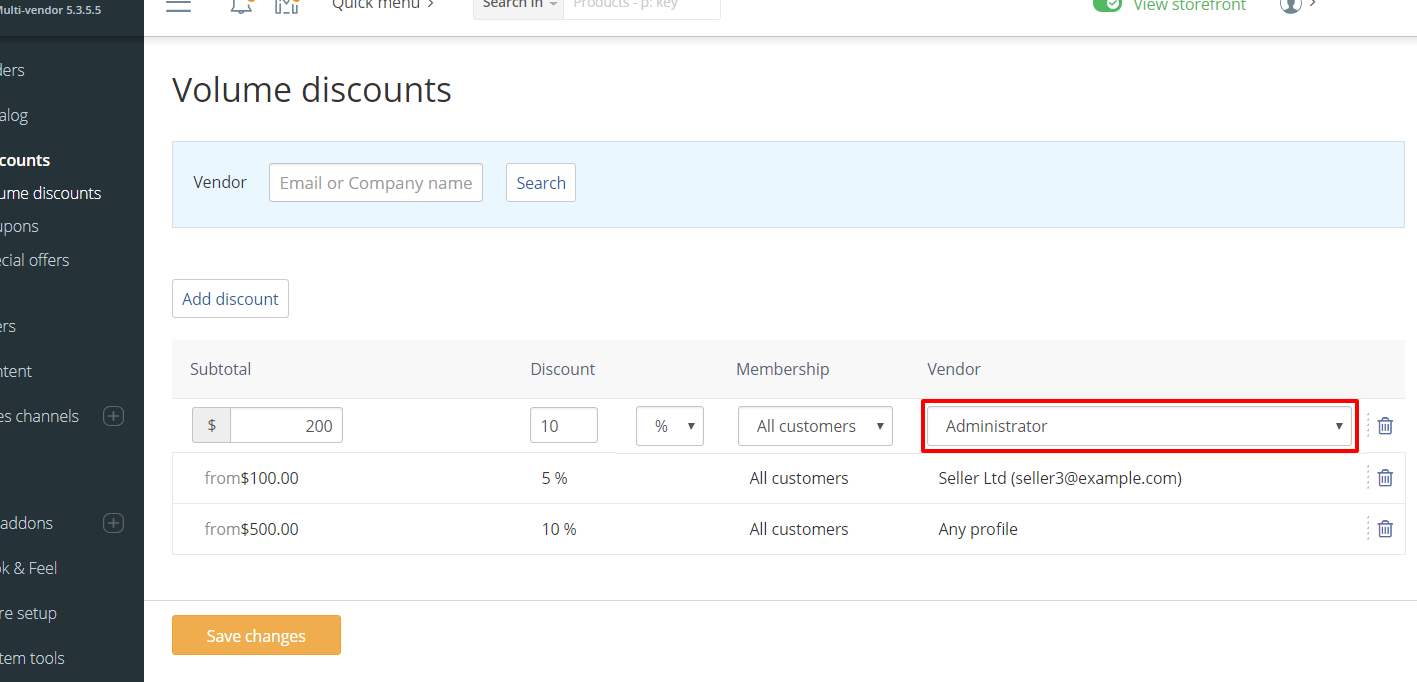 Multi-vendor 5.3.5.5
Quick menu
Search in
Products - p: key
View storefront
ders
alog
counts
ume discounts
upons
ecial offers
ers
ntent
es channels
addons
k & Feel
re setup
tem tools
Volume discounts
Vendor
Email or Company name
Search
Add discount
Subtotal Discount Membership Vendor
$ 200 10 % All customers Administrator
from$100.00 5 % All customers Seller Ltd (seller3@example.com)
from$500.00 10 % All customers Any profile
Save changes